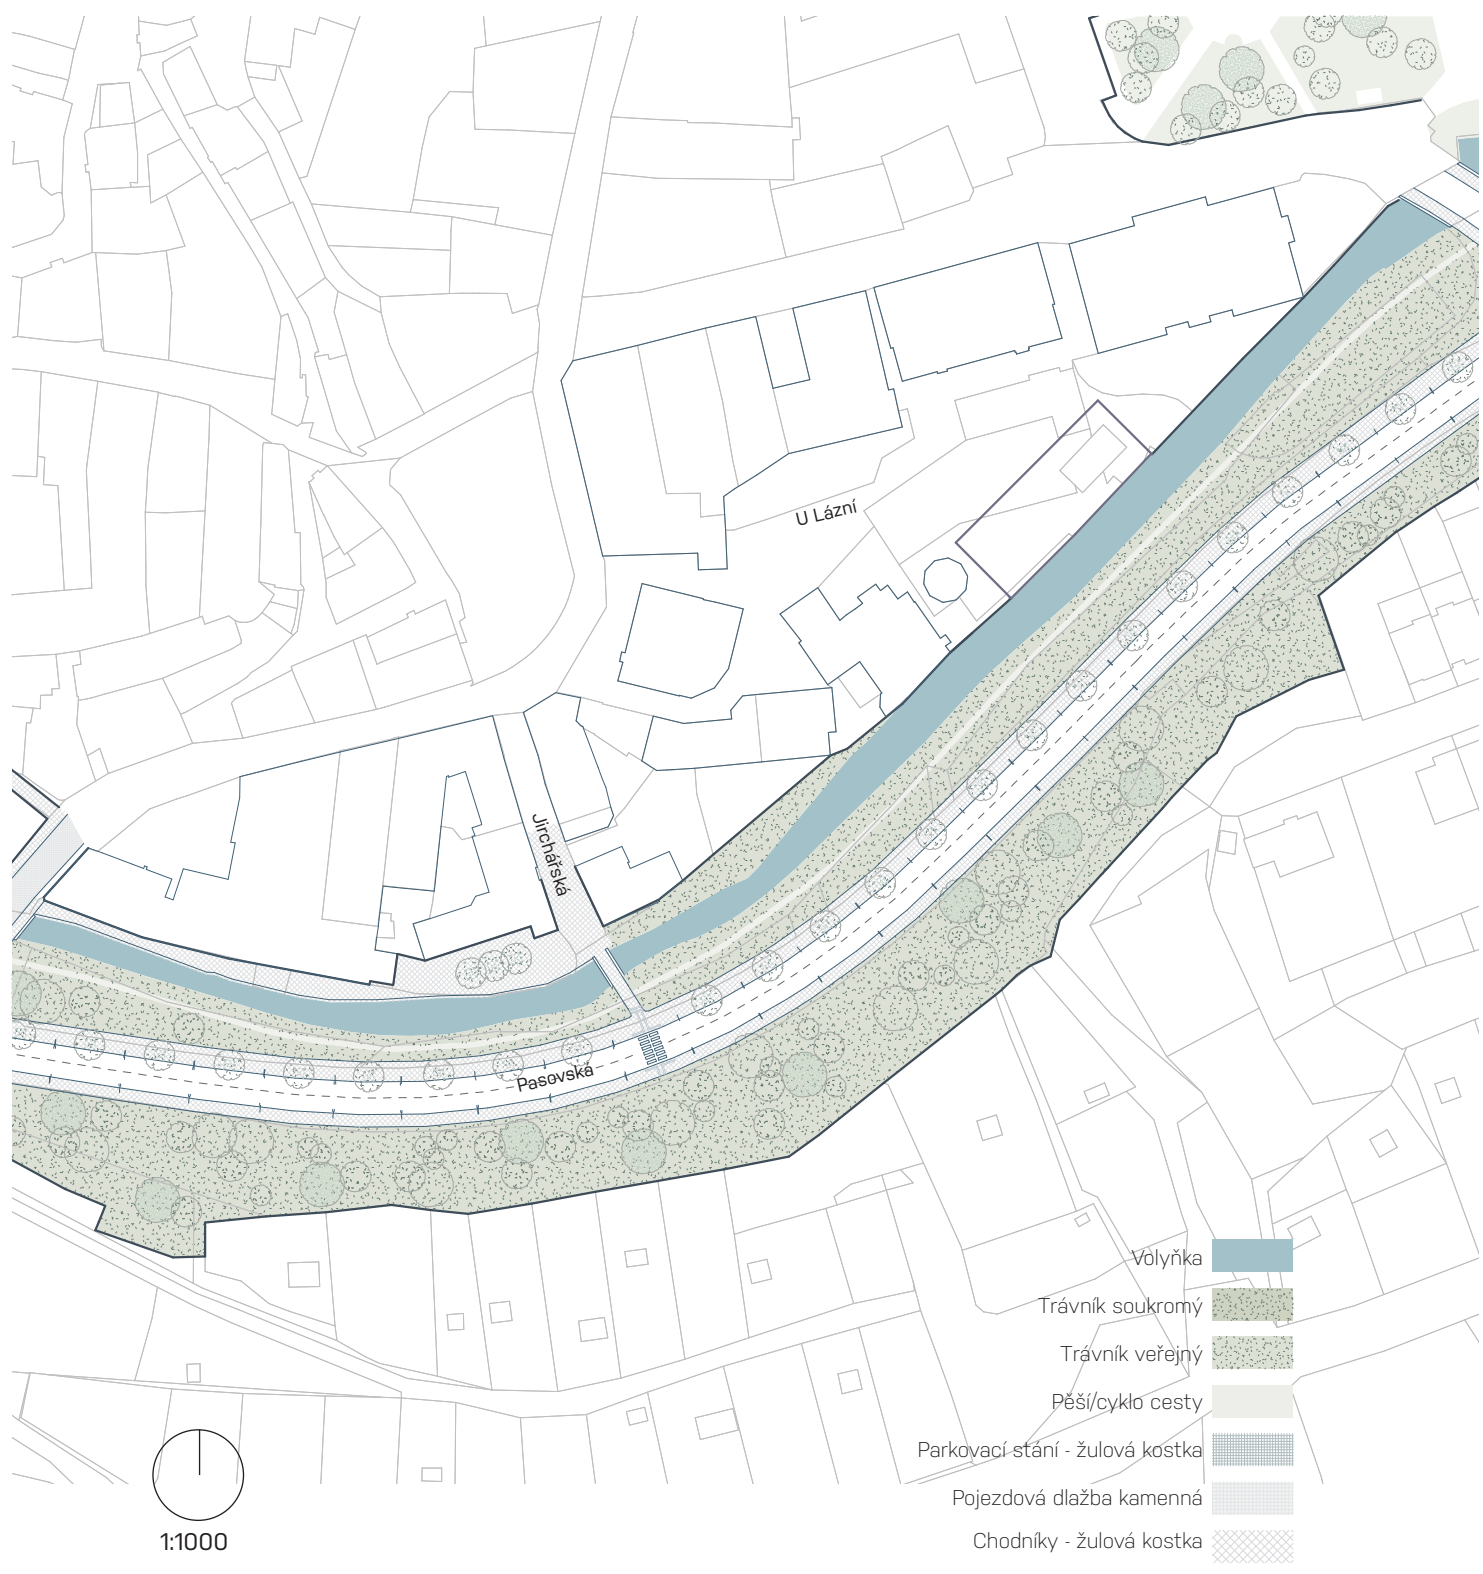 U Lázní
Jirchářská
Pasovská
Volyňka
Trávník soukromý
Trávník veřejný
Pěší/cyklo cesty
Parkovací stání - žulová kostka
Pojezdová dlažba kamenná
Chodníky - žulová kostka
1:1000